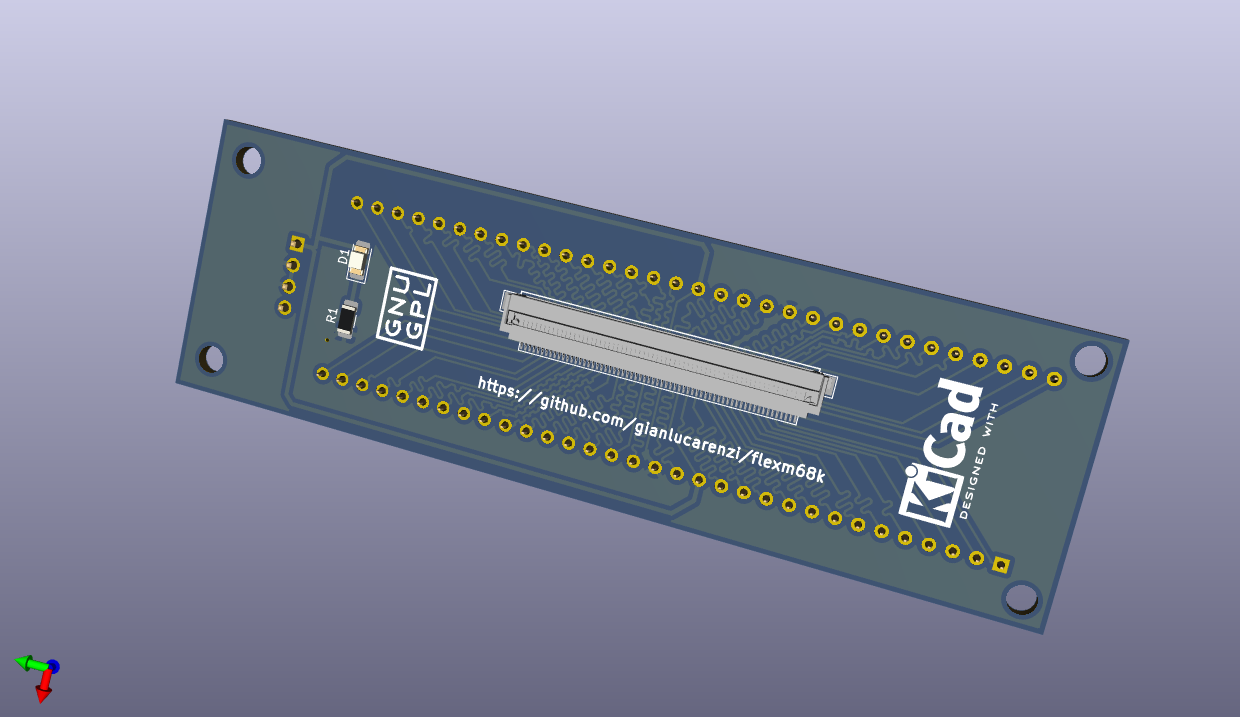 D1
R1
GNU
GPL
https://github.com/gianlucarenzi/flexm68k
KiCad
DESIGNED WITH